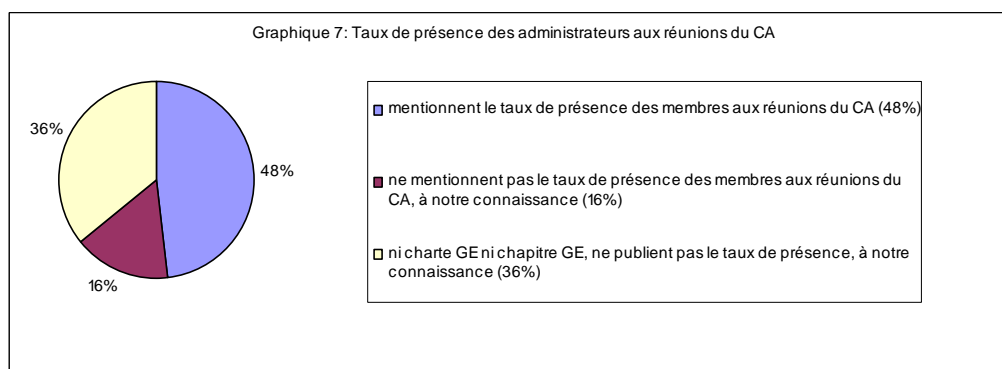 Graphique 7: Taux de présence des administrateurs aux réunions du CA
36%
48%
16%
mentionnent le taux de présence des membres aux réunions du CA (48%)
ne mentionnent pas le taux de présence des membres aux réunions du
CA, à notre connaissance (16%)
ni charte GE ni chapitre GE, ne publient pas le taux de présence, à notre
connaissance (36%)